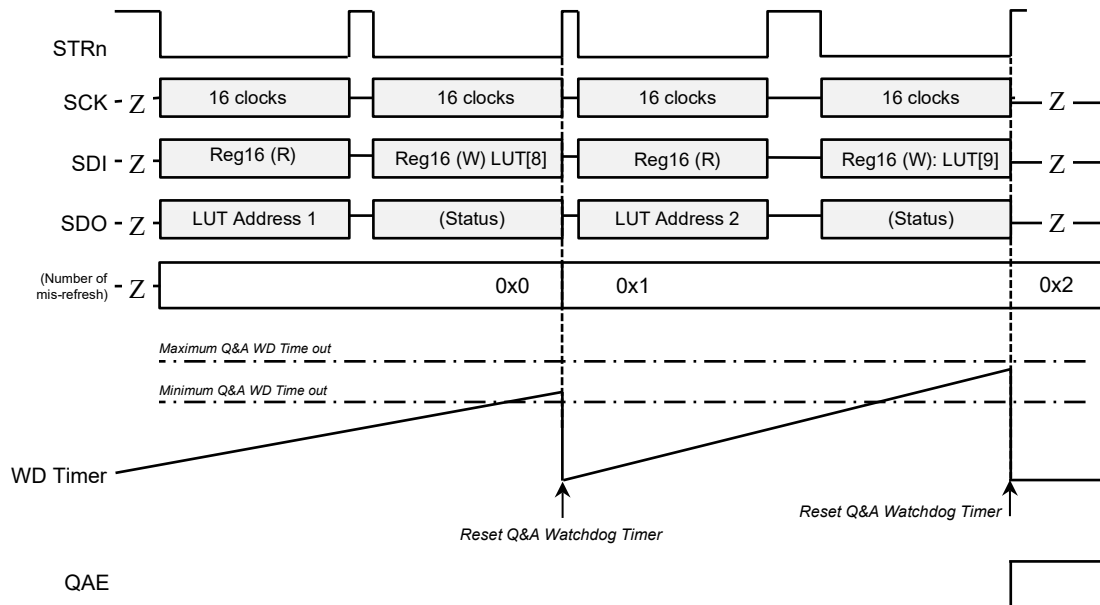 STRn
SCK Z 16 clocks 16 clocks 16 clocks 16 clocks Z
SDI Z Reg16 (R) Reg16 (W) LUT[8] Reg16 (R) Reg16 (W): LUT[9] Z
SDO Z LUT Address 1 (Status) LUT Address 2 (Status) Z
(Number of
mis-refresh) Z 0x0 0x1 0x2
Maximum Q&A WD Time out
Minimum Q&A WD Time out
WD Timer
Reset Q&A Watchdog Timer
Reset Q&A Watchdog Timer
QAE